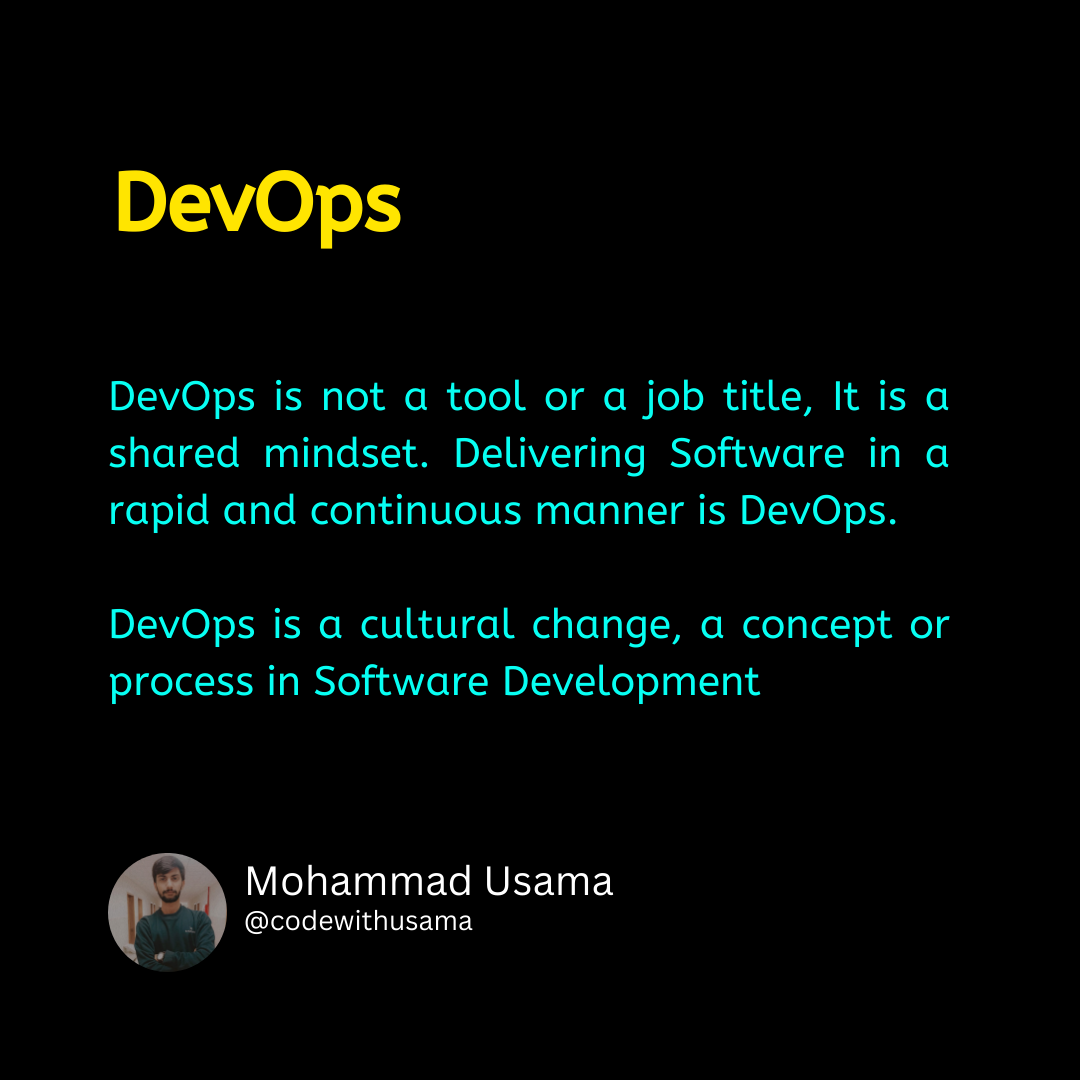 DevOps
DevOps is not a tool or a job title, It is a
shared mindset. Delivering Software in a
rapid and continuous manner is DevOps.
DevOps is a cultural change, a concept or
process in Software Development
Mohammad Usama
@codewithusama